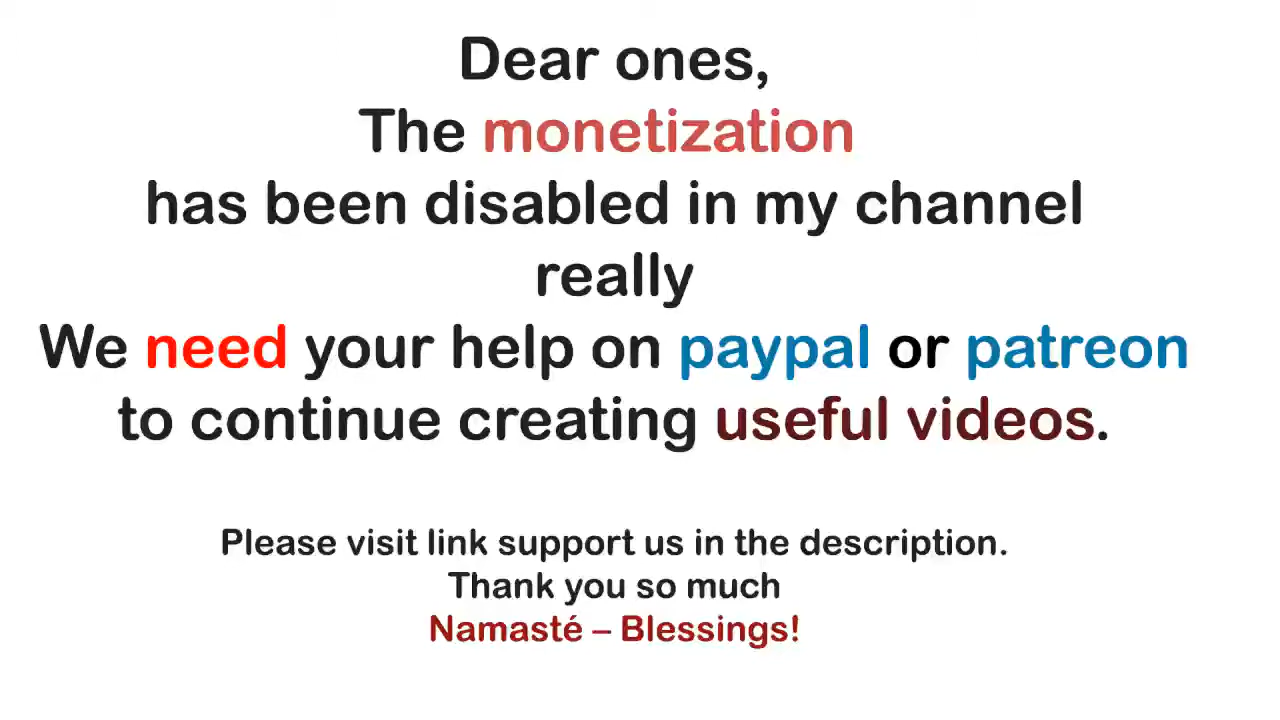 Dear ones,
The monetization
has been disabled in my channel
really
We need your help on paypal or patreon
to continue creating useful videos.
Please visit link support us in the description.
Thank you so much
Namasté – Blessings!